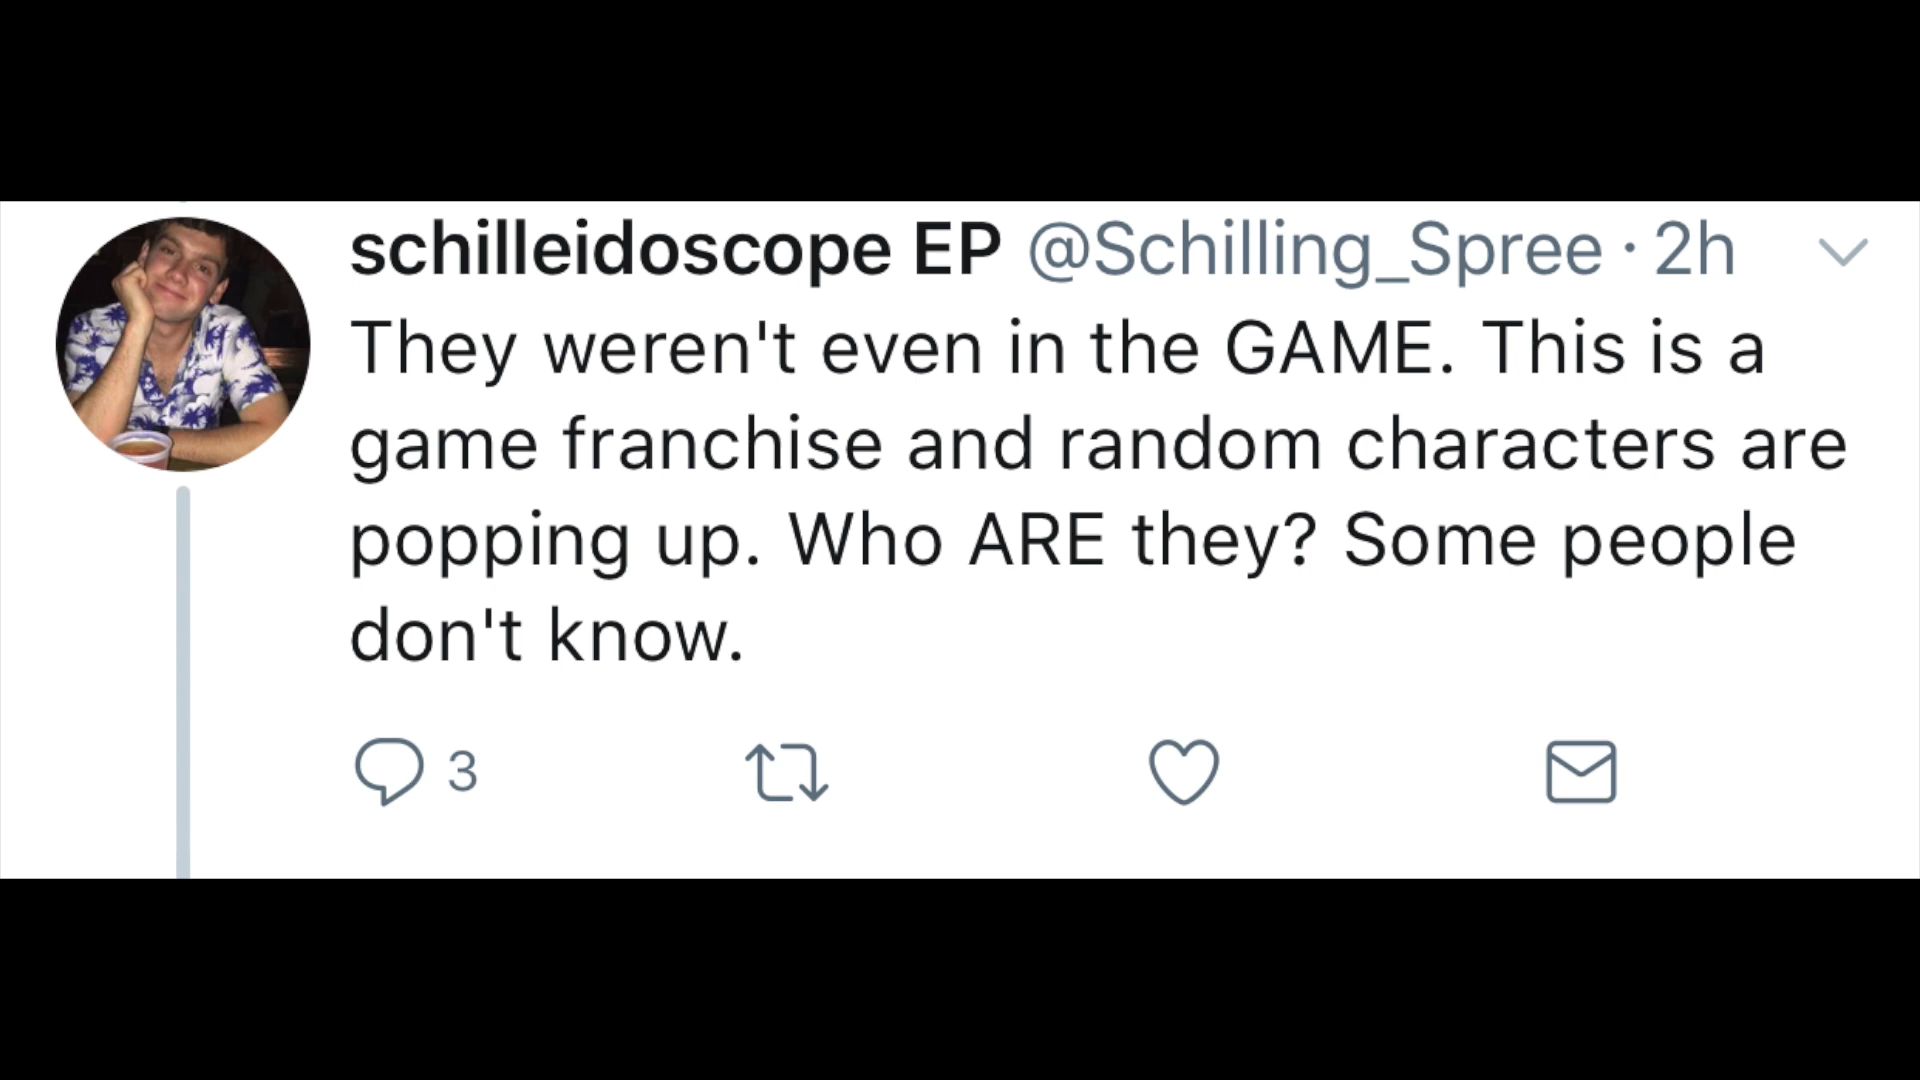 schilleidoscope EP @Schilling_Spree · 2h
They weren't even in the GAME. This is a
game franchise and random characters are
popping up. Who ARE they? Some people
don't know.
3